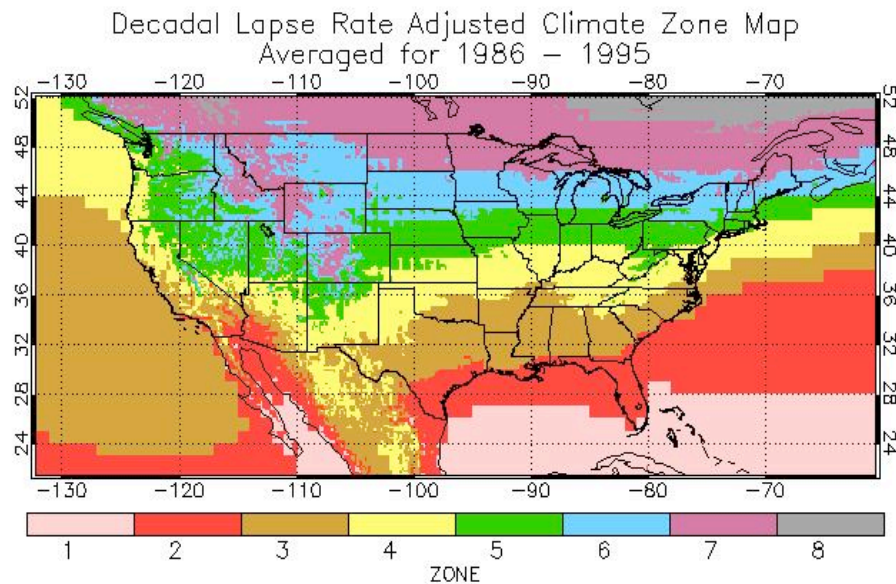 Decadal Lapse Rate Adjusted Climate Zone Map
Averaged for 1986 – 1995
−130 −120 −110 −100 −90 −80 −70
52 52
48 48
44 44
40 40
36 36
32 32
28 28
24 24
−130 −120 −110 −100 −90 −80 −70
1 2 3 4 5 6 7 8
ZONE